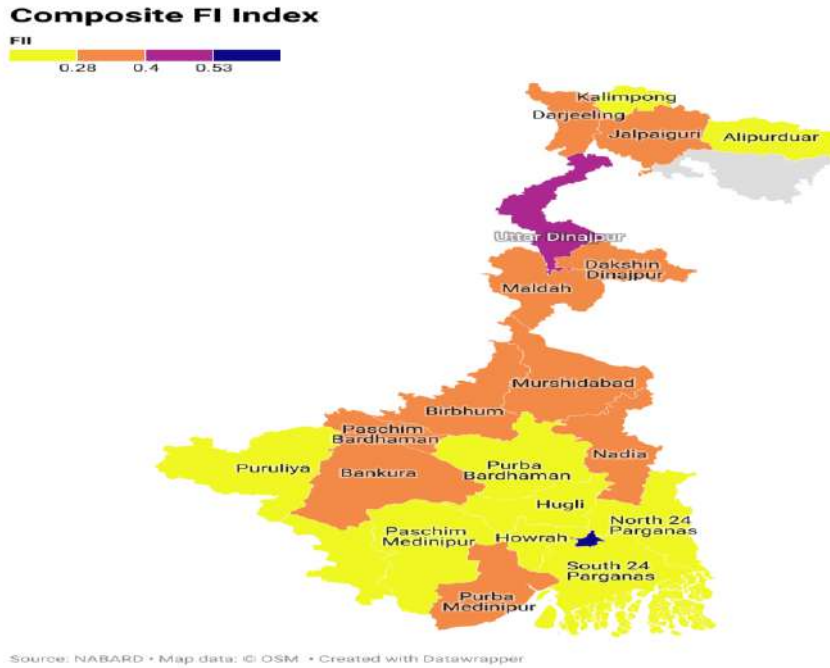 Composite FI Index
FII
0.28 0.4 0.53
Kalimpong
Darjeeling
Jalpaiguri
Alipurduar
Uttar Dinajpur
Dakshin
Dinajpur
Maldah
Murshidabad
Birbhum
Paschim
Bardhaman
Nadia
Puruliya
Bankura
Purba
Bardhaman
Hugli
North 24
Parganas
Paschim
Medinipur
Howrah
South 24
Parganas
Purba
Medinipur
Source: NABARD • Map data: © OSM • Created with Datawrapper